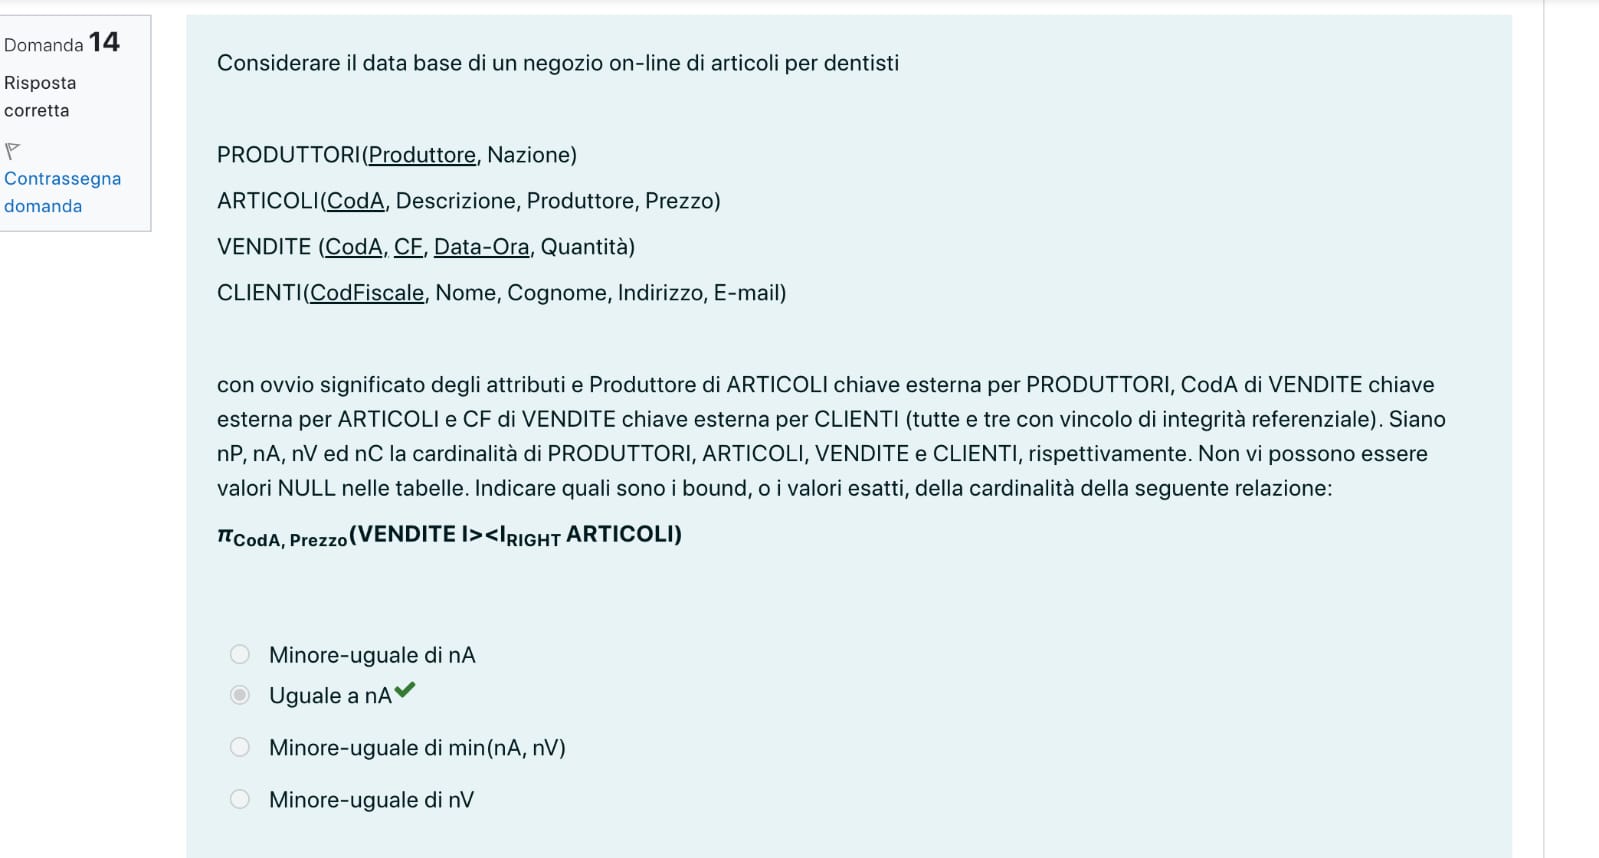 Domanda 14
Risposta
corretta
Contrassegna
domanda
Considerare il data base di un negozio on-line di articoli per dentisti
PRODUTTORI(Produttore, Nazione)
ARTICOLI(CodA, Descrizione, Produttore, Prezzo)
VENDITE (CodA, CF, Data-Ora, Quantità)
CLIENTI(CodFiscale, Nome, Cognome, Indirizzo, E-mail)
con ovvio significato degli attributi e Produttore di ARTICOLI chiave esterna per PRODUTTORI, CodA di VENDITE chiave
esterna per ARTICOLI e CF di VENDITE chiave esterna per CLIENTI (tutte e tre con vincolo di integrità referenziale). Siano
nP, nA, nV ed nC la cardinalità di PRODUTTORI, ARTICOLI, VENDITE e CLIENTI, rispettivamente. Non vi possono essere
valori NULL nelle tabelle. Indicare quali sono i bound, o i valori esatti, della cardinalità della seguente relazione:
π CodA, Prezzo(VENDITE I><I RIGHT ARTICOLI)
Minore-uguale di nA
Uguale a nA
Minore-uguale di min(nA, nV)
Minore-uguale di nV